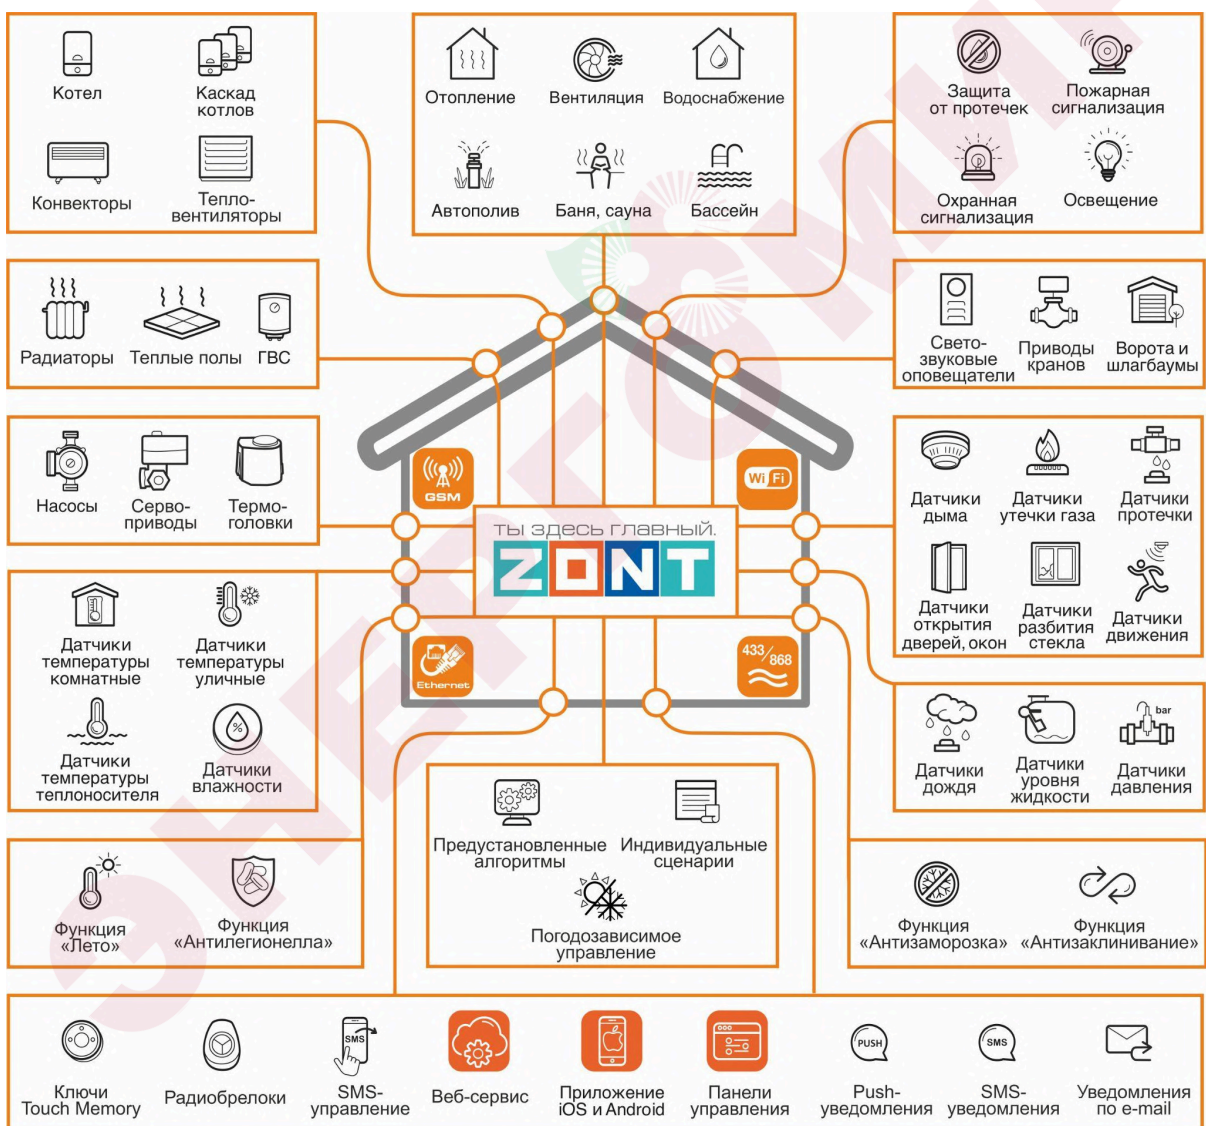 Котел
Каскад
котлов
Конвекторы
Тепло-
вентиляторы
Отопление
Вентиляция
Водоснабжение
Автополив
Баня, сауна
Бассейн
Защита
от протечек
Пожарная
сигнализация
Охранная
сигнализация
Освещение
Радиаторы
Теплые полы
ГВС
Свето-
звуковые
оповещатели
Приводы
кранов
Ворота и
шлагбаумы
Насосы
Серво-
приводы
Термо-
головки
GSM
Wi Fi
ты здесь главный.
ZONT
Ethernet
433/868
Датчики
дыма
Датчики
утечки газа
Датчики
протечки
Датчики
открытия
дверей, окон
Датчики
разбития
стекла
Датчики
движения
Датчики
температуры
комнатные
Датчики
температуры
уличные
Датчики
температуры
теплоносителя
%
Датчики
влажности
Датчики
дождя
Датчики
уровня
жидкости
bar
Датчики
давления
Функция
«Лето»
Функция
«Антилегионелла»
Предустановленные
алгоритмы
Индивидуальные
сценарии
Погодозависимое
управление
Функция
«Антизаморозка»
Функция
«Антизаклинивание»
Ключи
Touch Memory
Радиобрелоки
SMS
SMS-
управление
Веб-сервис
Приложение
iOS и Android
Панели
управления
PUSH
Push-
уведомления
SMS
SMS-
уведомления
Уведомления
по e-mail
ЭНЕРГОМИР